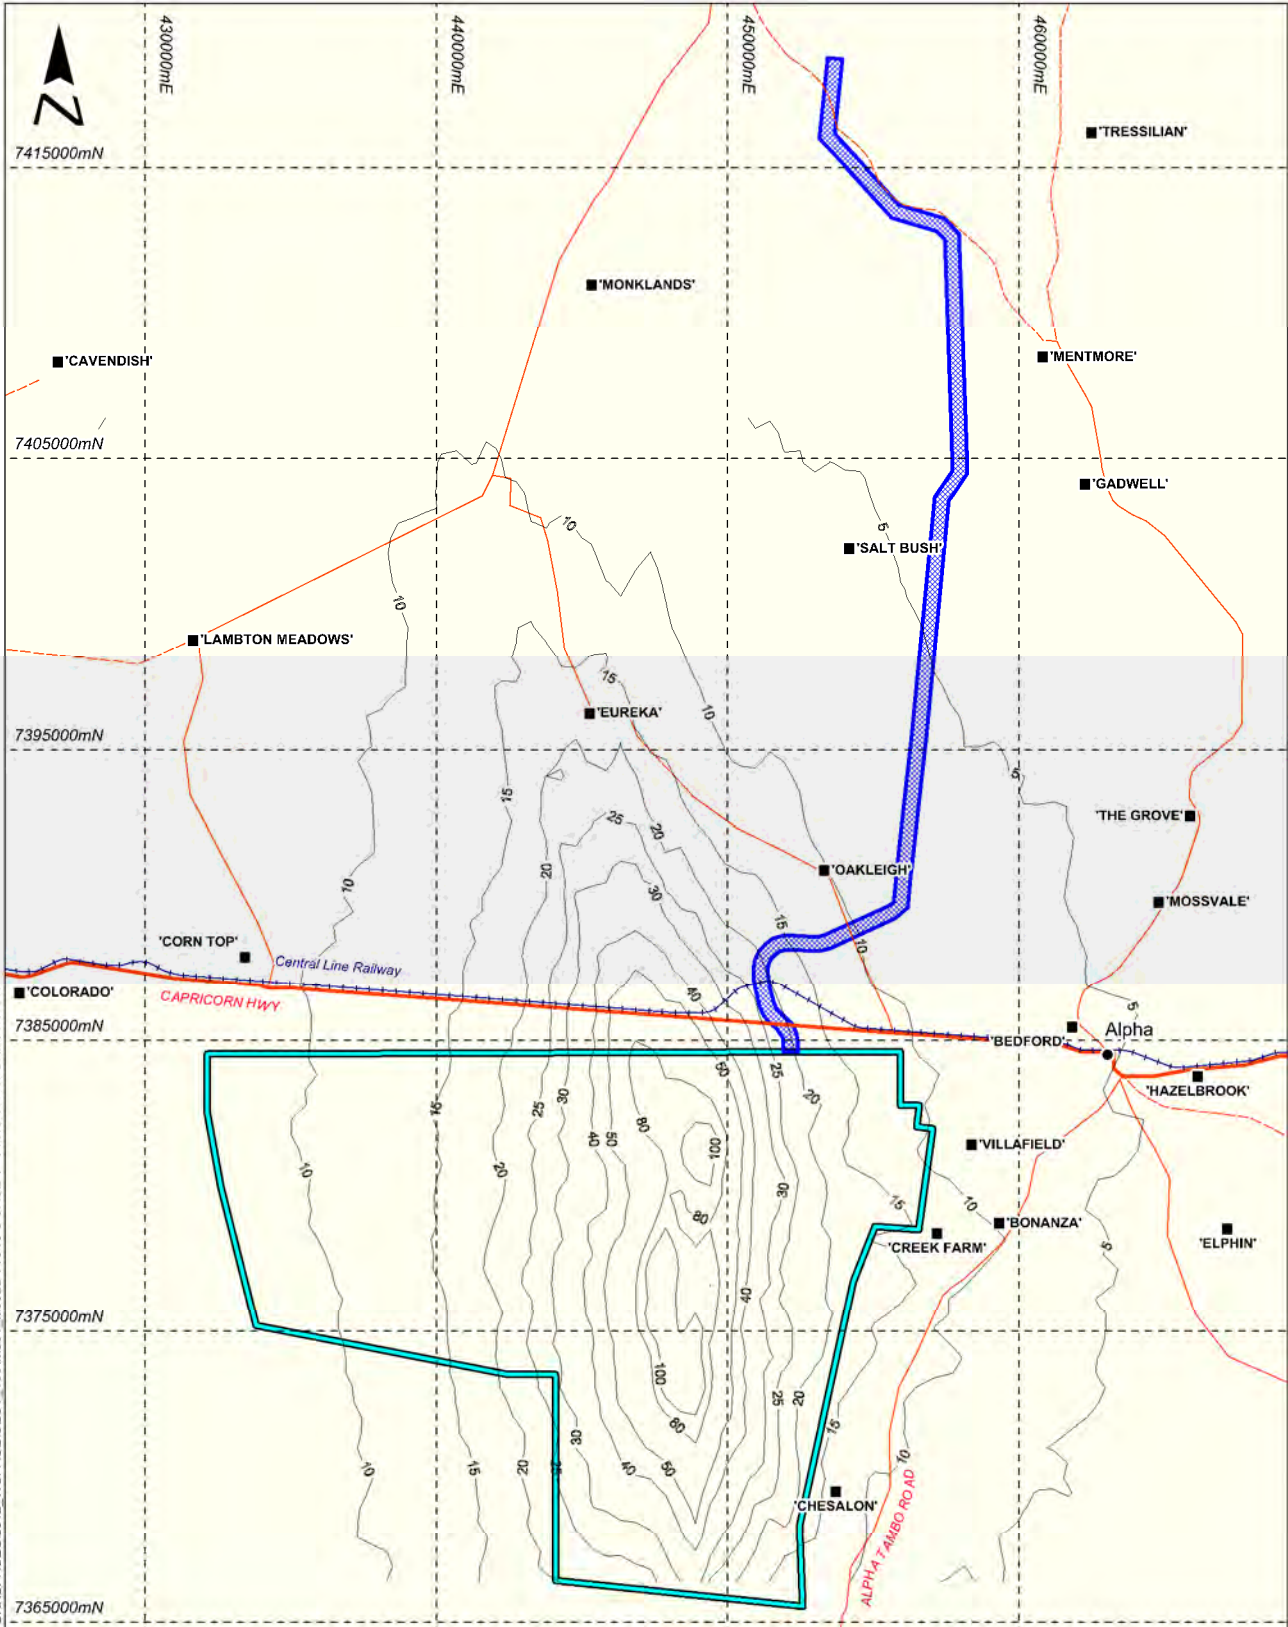 430000mE
440000mE
450000mE
460000mE
N
'TRESSILIAN'
7415000mN
'MONKLANDS'
'CAVENDISH'
'MENTMORE'
7405000mN
'GADWELL'
10
5
'SALT BUSH'
10
'LAMBTON MEADOWS'
15
10
'EUREKA'
7395000mN
5
15
25
20
'THE GROVE'
20
'OAKLEIGH'
10
30
'MOSSVALE'
15
10
'CORN TOP'
Central Line Railway
'COLORADO'
CAPRICORN HWY
40
5
7385000mN
'BEDFORD'
Alpha
60
25
'HAZELBROOK'
20
15
25
30
80
40
50
100
'VILLAFIELD'
10
20
30
15
10
80
'BONANZA'
'CREEK FARM'
'ELPHIN'
5
40
7375000mN
100
25
20
80
15
30
10
10
15
20
25
40
50
'CHESALON'
ALPHA TAMBO ROAD
7365000mN